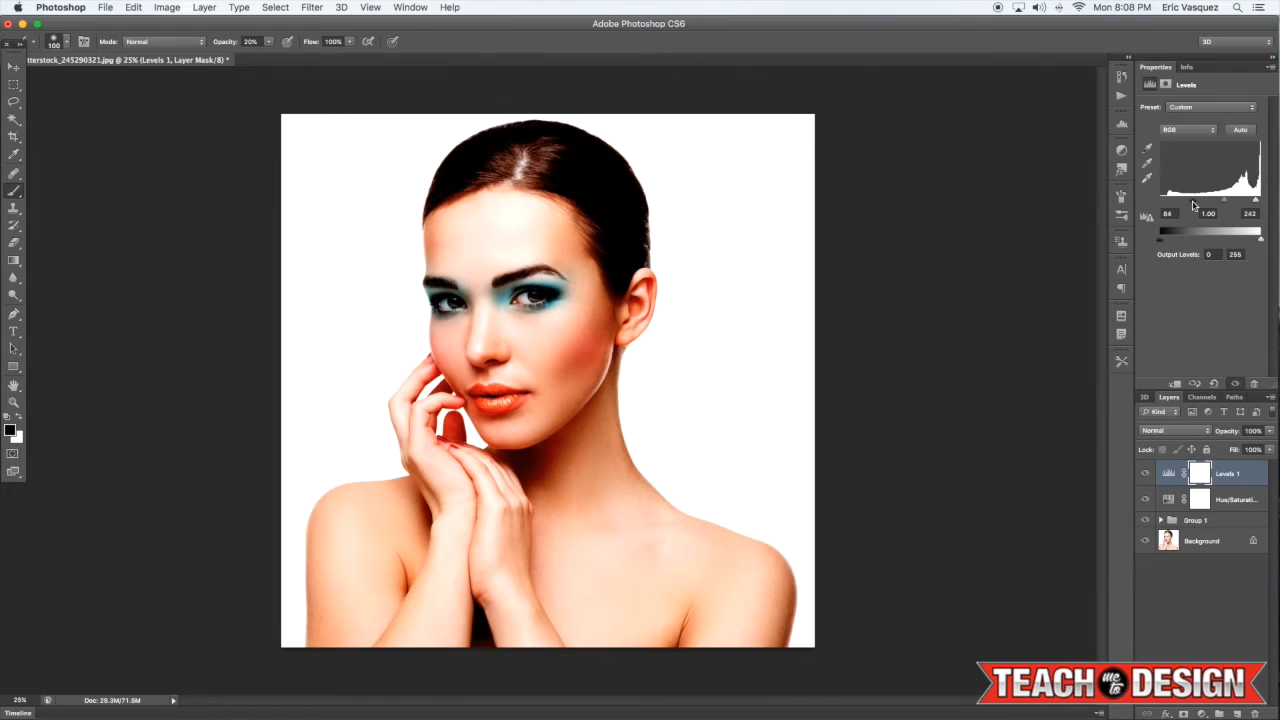 Photoshop File Edit Image Layer Type Select Filter 3D View Window Help Mon 8:08 PM Eric Vasquez
Adobe Photoshop CS6
100 Mode: Normal Opacity: 20% Flow: 100% 3D
tterstock_245290321.jpg @ 25% (Levels 1, Layer Mask/8) *
Properties Info
Levels
Preset: Custom
RGB Auto
84 1.00 242
Output Levels: 0 255
3D Layers Channels Paths
Kind
Normal Opacity: 100%
Lock: Fill: 100%
Levels 1
Hue/Saturati...
Group 1
Background
TEACH me to DESIGN
25% Doc: 29.3M/71.5M
Timeline